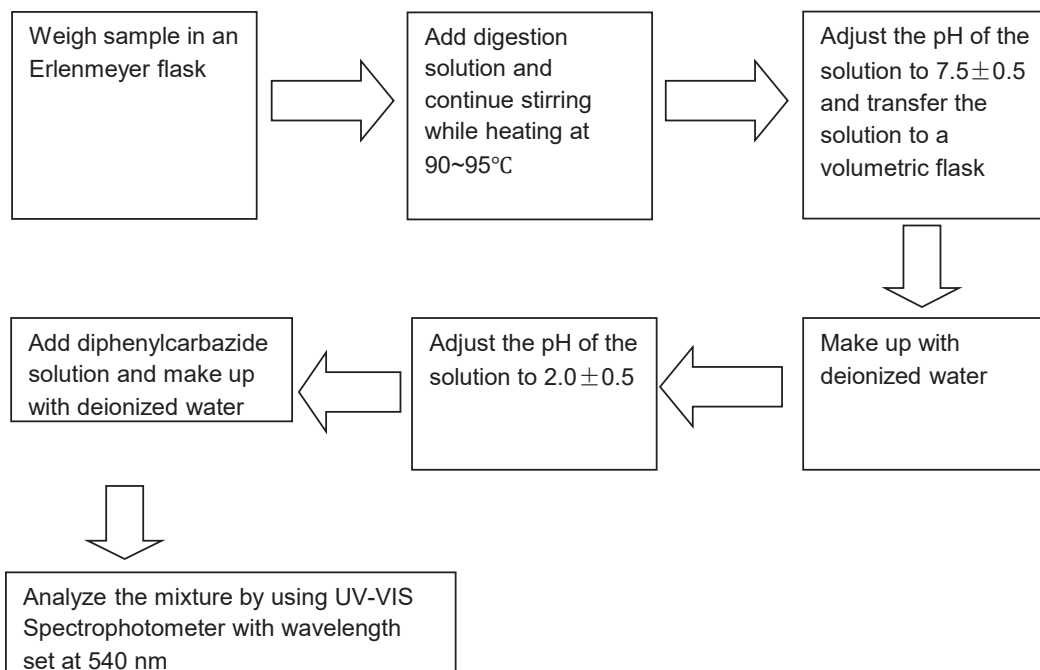 Weigh sample in an
Erlenmeyer flask
Add digestion
solution and
continue stirring
while heating at
90~95℃
Adjust the pH of the
solution to 7.5±0.5
and transfer the
solution to a
volumetric flask
Make up with
deionized water
Adjust the pH of the
solution to 2.0±0.5
Add diphenylcarbazide
solution and make up
with deionized water
Analyze the mixture by using UV-VIS
Spectrophotometer with wavelength
set at 540 nm